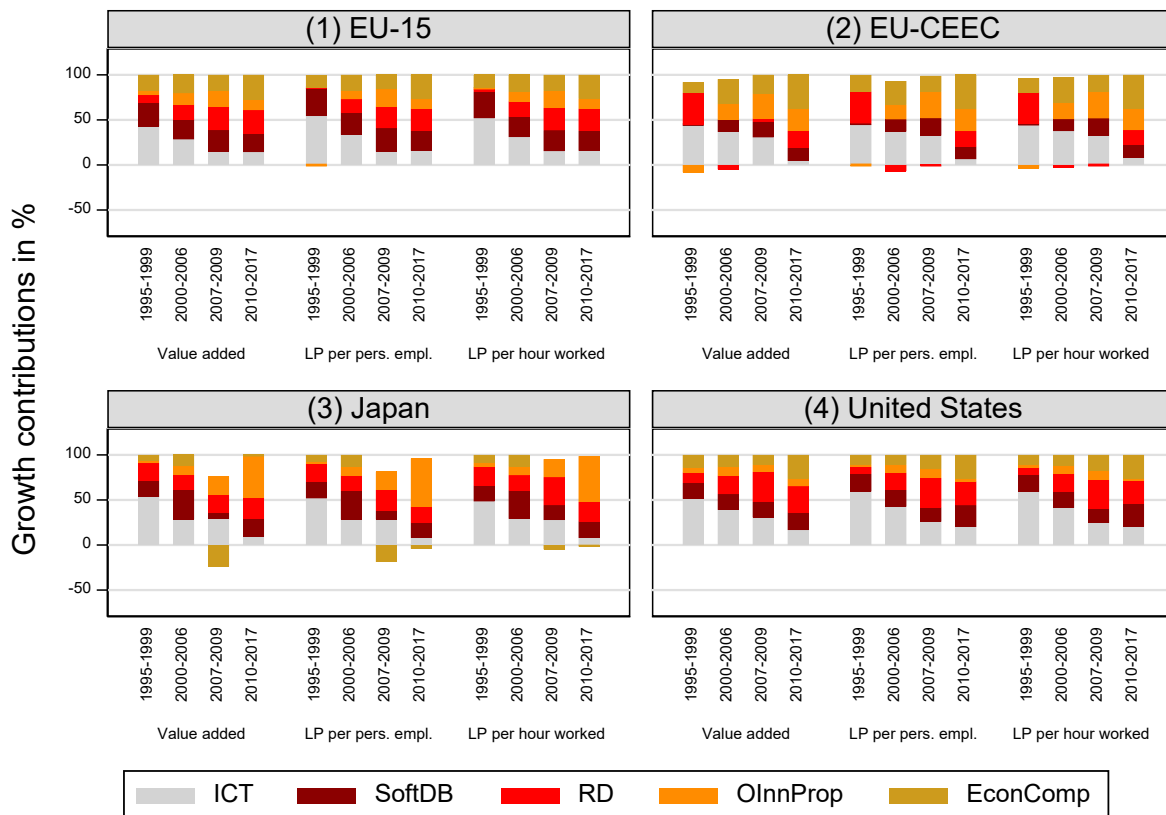 Growth contributions in %
(1) EU-15
(2) EU-CEEC
100
50
0
-50
1995-1999
2000-2006
2007-2009
2010-2017
1995-1999
2000-2006
2007-2009
2010-2017
1995-1999
2000-2006
2007-2009
2010-2017
1995-1999
2000-2006
2007-2009
2010-2017
1995-1999
2000-2006
2007-2009
2010-2017
1995-1999
2000-2006
2007-2009
2010-2017
Value added
LP per pers. empl.
LP per hour worked
Value added
LP per pers. empl.
LP per hour worked
(3) Japan
(4) United States
100
50
0
-50
1995-1999
2000-2006
2007-2009
2010-2017
1995-1999
2000-2006
2007-2009
2010-2017
1995-1999
2000-2006
2007-2009
2010-2017
1995-1999
2000-2006
2007-2009
2010-2017
1995-1999
2000-2006
2007-2009
2010-2017
1995-1999
2000-2006
2007-2009
2010-2017
Value added
LP per pers. empl.
LP per hour worked
Value added
LP per pers. empl.
LP per hour worked
ICT
SoftDB
RD
OInnProp
EconComp